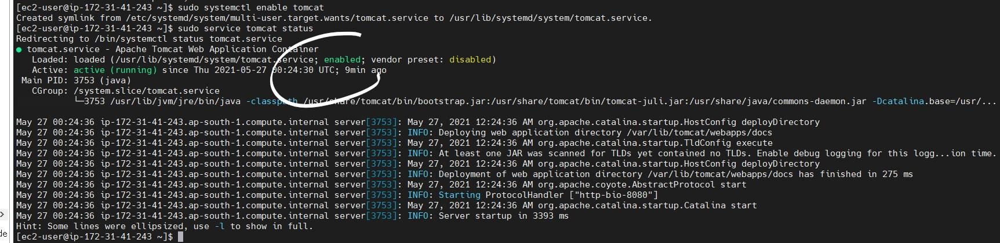 [ec2-user@ip-172-31-41-243 ~]$ sudo systemctl enable tomcat
Created symlink from /etc/systemd/system/multi-user.target.wants/tomcat.service to /usr/lib/systemd/system/tomcat.service.
[ec2-user@ip-172-31-41-243 ~]$ sudo service tomcat status
Redirecting to /bin/systemctl status tomcat.service
● tomcat.service - Apache Tomcat Web Application Container
Loaded: loaded (/usr/lib/systemd/system/tomcat.service; enabled; vendor preset: disabled)
Active: active (running) since Thu 2021-05-27 00:24:30 UTC; 9min ago
Main PID: 3753 (java)
CGroup: /system.slice/tomcat.service
└─3753 /usr/lib/jvm/jre/bin/java -classpath /usr/share/tomcat/bin/bootstrap.jar:/usr/share/tomcat/bin/tomcat-juli.jar:/usr/share/java/commons-daemon.jar -Dcatalina.base=/usr/...
May 27 00:24:36 ip-172-31-41-243.ap-south-1.compute.internal server[3753]: May 27, 2021 12:24:36 AM org.apache.catalina.startup.HostConfig deployDirectory
May 27 00:24:36 ip-172-31-41-243.ap-south-1.compute.internal server[3753]: INFO: Deploying web application directory /var/lib/tomcat/webapps/docs
May 27 00:24:36 ip-172-31-41-243.ap-south-1.compute.internal server[3753]: May 27, 2021 12:24:36 AM org.apache.catalina.startup.TldConfig execute
May 27 00:24:36 ip-172-31-41-243.ap-south-1.compute.internal server[3753]: INFO: At least one JAR was scanned for TLDs yet contained no TLDs. Enable debug logging for this logg...ion time.
May 27 00:24:36 ip-172-31-41-243.ap-south-1.compute.internal server[3753]: May 27, 2021 12:24:36 AM org.apache.catalina.startup.HostConfig deployDirectory
May 27 00:24:36 ip-172-31-41-243.ap-south-1.compute.internal server[3753]: INFO: Deployment of web application directory /var/lib/tomcat/webapps/docs has finished in 275 ms
May 27 00:24:36 ip-172-31-41-243.ap-south-1.compute.internal server[3753]: May 27, 2021 12:24:36 AM org.apache.coyote.AbstractProtocol start
May 27 00:24:36 ip-172-31-41-243.ap-south-1.compute.internal server[3753]: INFO: Starting ProtocolHandler ["http-bio-8080"]
May 27 00:24:36 ip-172-31-41-243.ap-south-1.compute.internal server[3753]: May 27, 2021 12:24:36 AM org.apache.catalina.startup.Catalina start
May 27 00:24:36 ip-172-31-41-243.ap-south-1.compute.internal server[3753]: INFO: Server startup in 3393 ms
Hint: Some lines were ellipsized, use -l to show in full.
[ec2-user@ip-172-31-41-243 ~]$